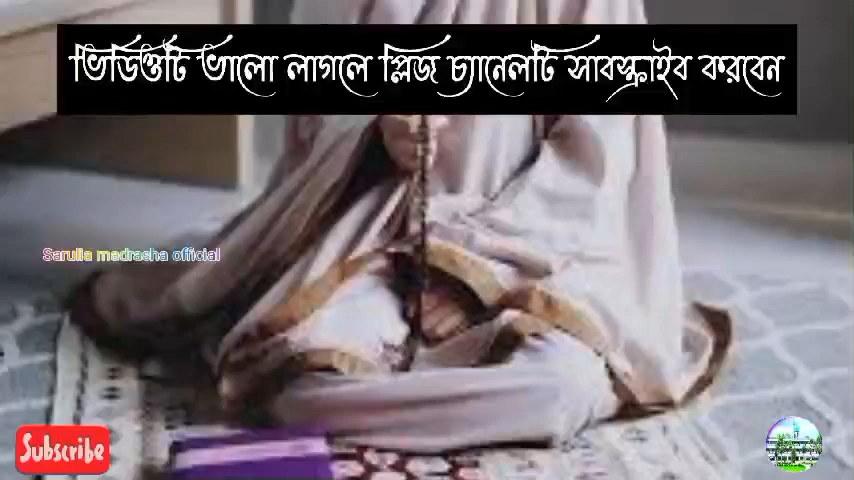 ভিডিওটি ভালো লাগলে প্লিজ চ্যানেলটি সাবস্ক্রাইব করবেন
Sarulia madrasha official
Subscribe